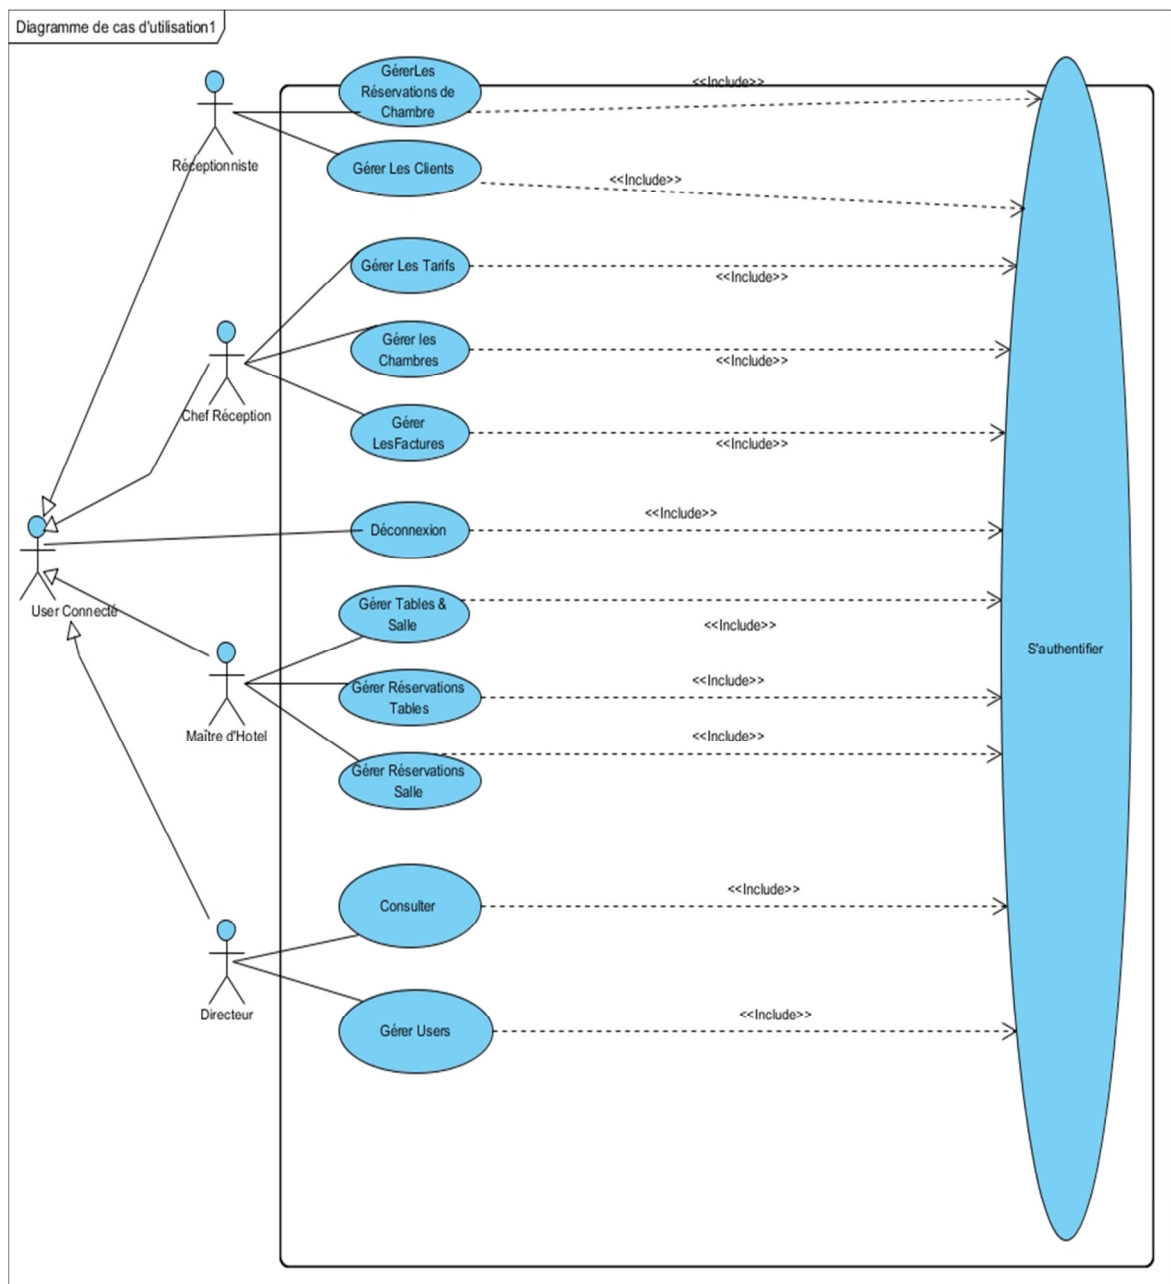 Diagramme de cas d'utilisation1
GérerLes
Réservations de
Chambre
<<Include>>
Réceptionniste
Gérer Les Clients
<<Include>>
Gérer Les Tarifs
<<Include>>
Chef Réception
Gérer les
Chambres
<<Include>>
Gérer
LesFactures
<<Include>>
User Connecté
Déconnexion
<<Include>>
Gérer Tables &
Salle
<<Include>>
S'authentifier
Maître d'Hotel
Gérer Réservations
Tables
<<Include>>
Gérer Réservations
Salle
<<Include>>
Consulter
<<Include>>
Directeur
Gérer Users
<<Include>>